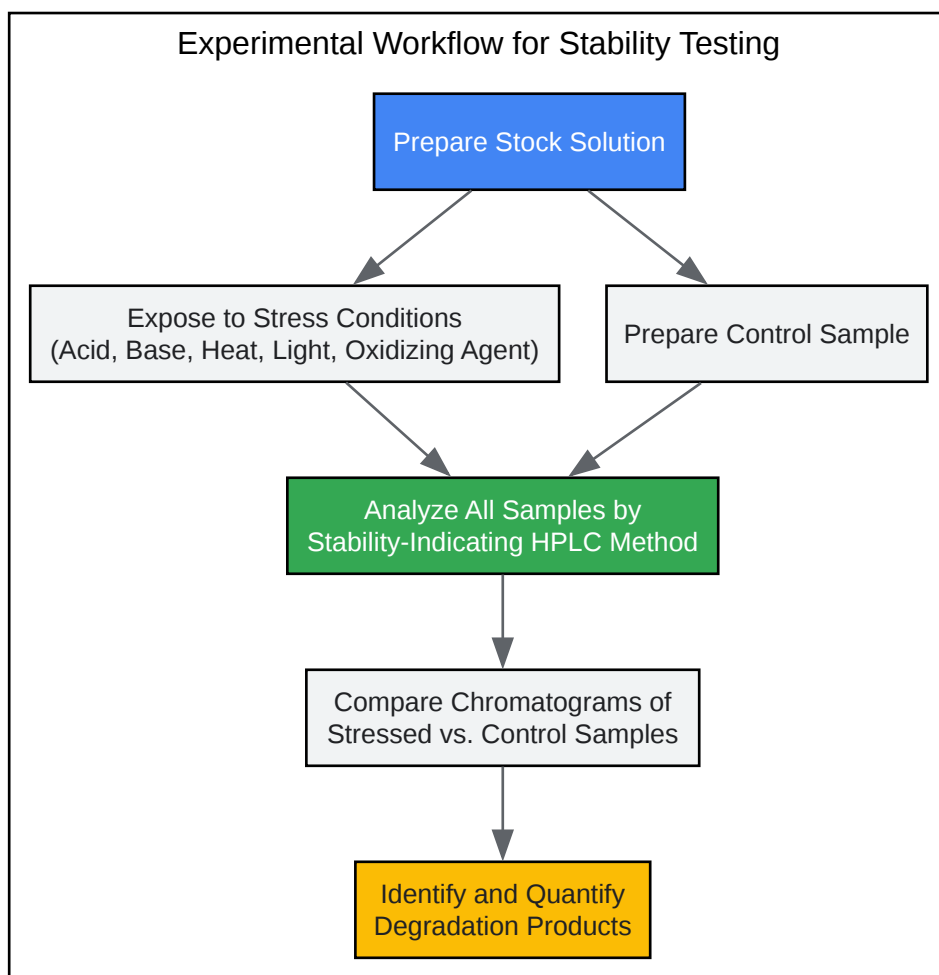 Experimental Workflow for Stability Testing
Prepare Stock Solution
Expose to Stress Conditions
(Acid, Base, Heat, Light, Oxidizing Agent)
Prepare Control Sample
Analyze All Samples by
Stability-Indicating HPLC Method
Compare Chromatograms of
Stressed vs. Control Samples
Identify and Quantify
Degradation Products